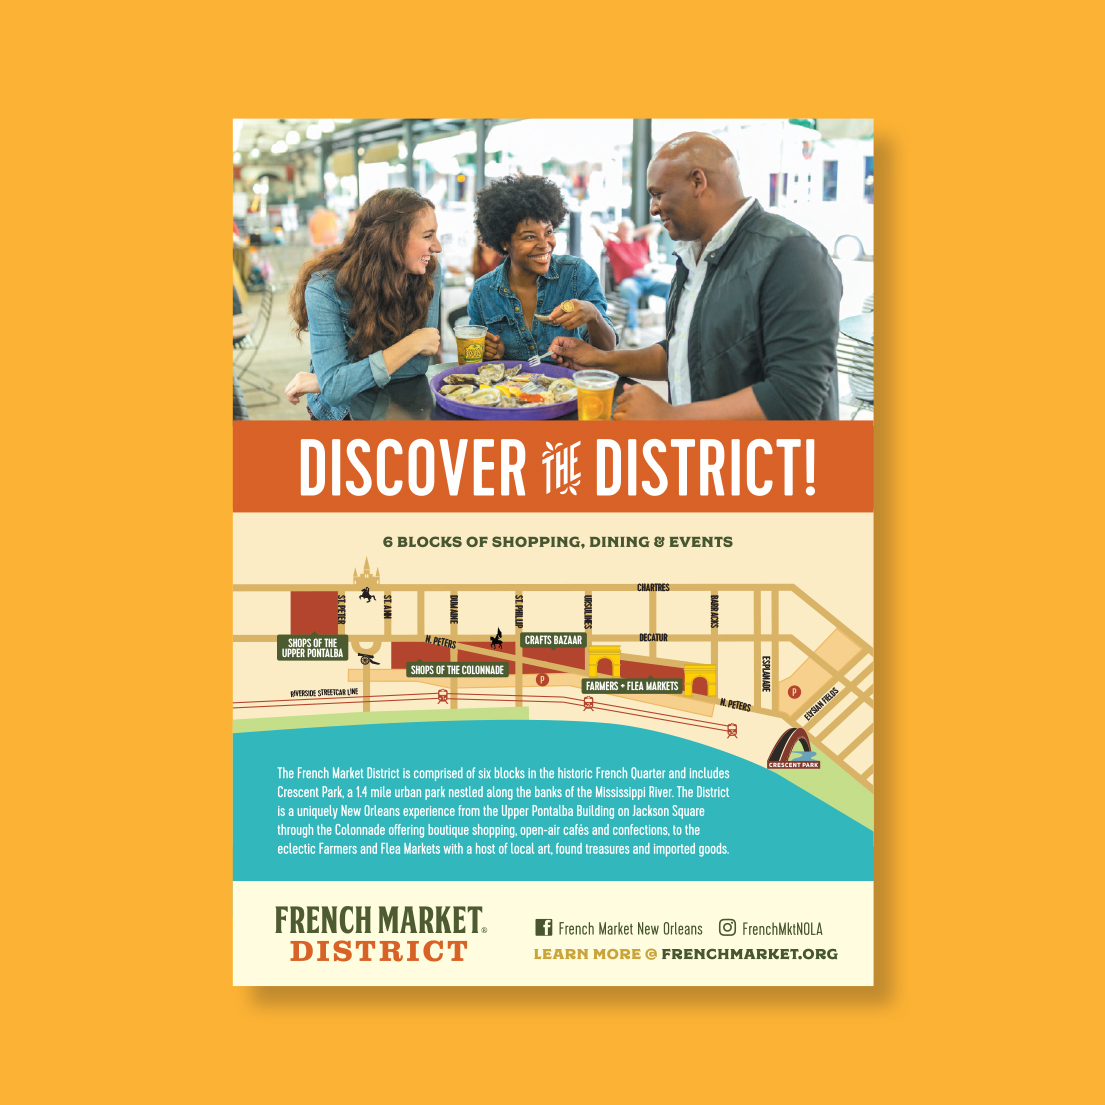 DISCOVER THE DISTRICT!
6 BLOCKS OF SHOPPING, DINING & EVENTS
CHARTRES
ST. PETER
ST. ANN
DUMAINE
ST. PHILLIP
URSULINES
BARRACKS
N. PETERS
CRAFTS BAZAAR
DECATUR
SHOPS OF THE
UPPER PONTALBA
SHOPS OF THE COLONNADE
FARMERS + FLEA MARKETS
ESPLANADE
P
P
RIVERSIDE STREETCAR LINE
N. PETERS
ELYSIAN FIELDS
CRESCENT PARK
The French Market District is comprised of six blocks in the historic French Quarter and includes
Crescent Park, a 1.4 mile urban park nestled along the banks of the Mississippi River. The District
is a uniquely New Orleans experience from the Upper Pontalba Building on Jackson Square
through the Colonnade offering boutique shopping, open-air cafés and confections, to the
eclectic Farmers and Flea Markets with a host of local art, found treasures and imported goods.
FRENCH MARKET®
DISTRICT
French Market New Orleans FrenchMktNOLA
LEARN MORE @ FRENCHMARKET.ORG